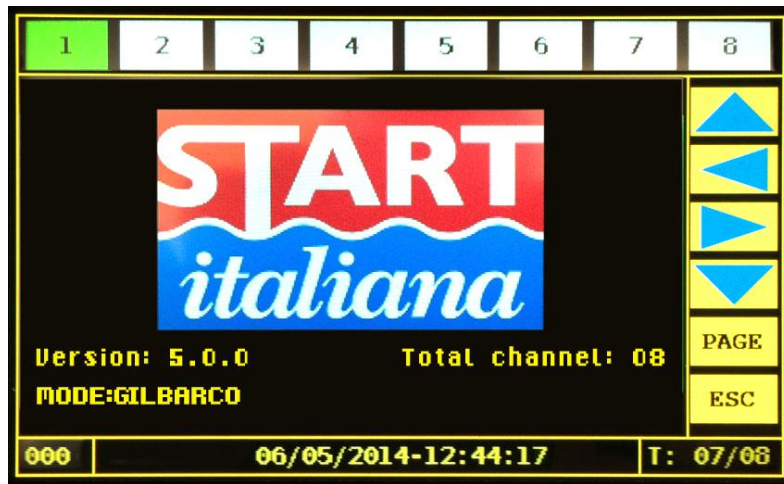 1 2 3 4 5 6 7 8
START
italiana
Version: 5.0.0 Total channel: 08
PAGE
MODE:GILBARCO
ESC
000 06/05/2014-12:44:17 T: 07/08